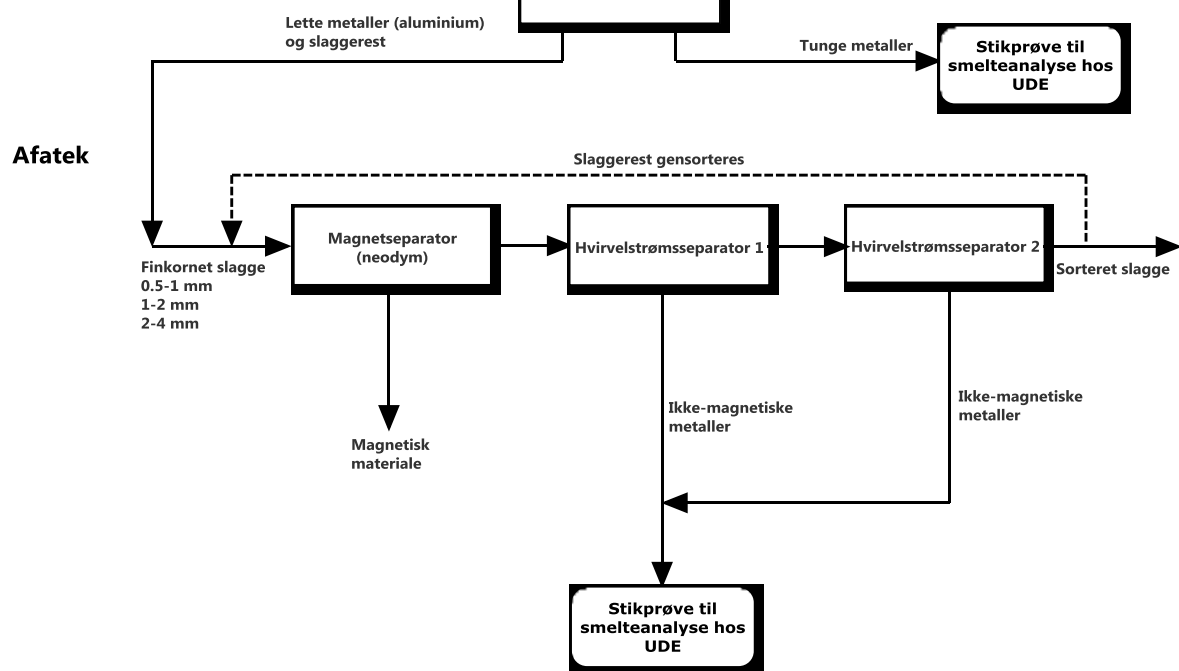 Lette metaller (aluminium)
og slaggerest
Tunge metaller
Stikprøve til
smelteanalyse hos
UDE
Afatek
Slaggerest gensorteres
Magnetseparator
(neodym)
Hvirvelstrømsseparator 1
Hvirvelstrømsseparator 2
Finkornet slagge
0.5-1 mm
1-2 mm
2-4 mm
Sorteret slagge
Ikke-magnetiske
metaller
Ikke-magnetiske
metaller
Magnetisk
materiale
Stikprøve til
smelteanalyse hos
UDE